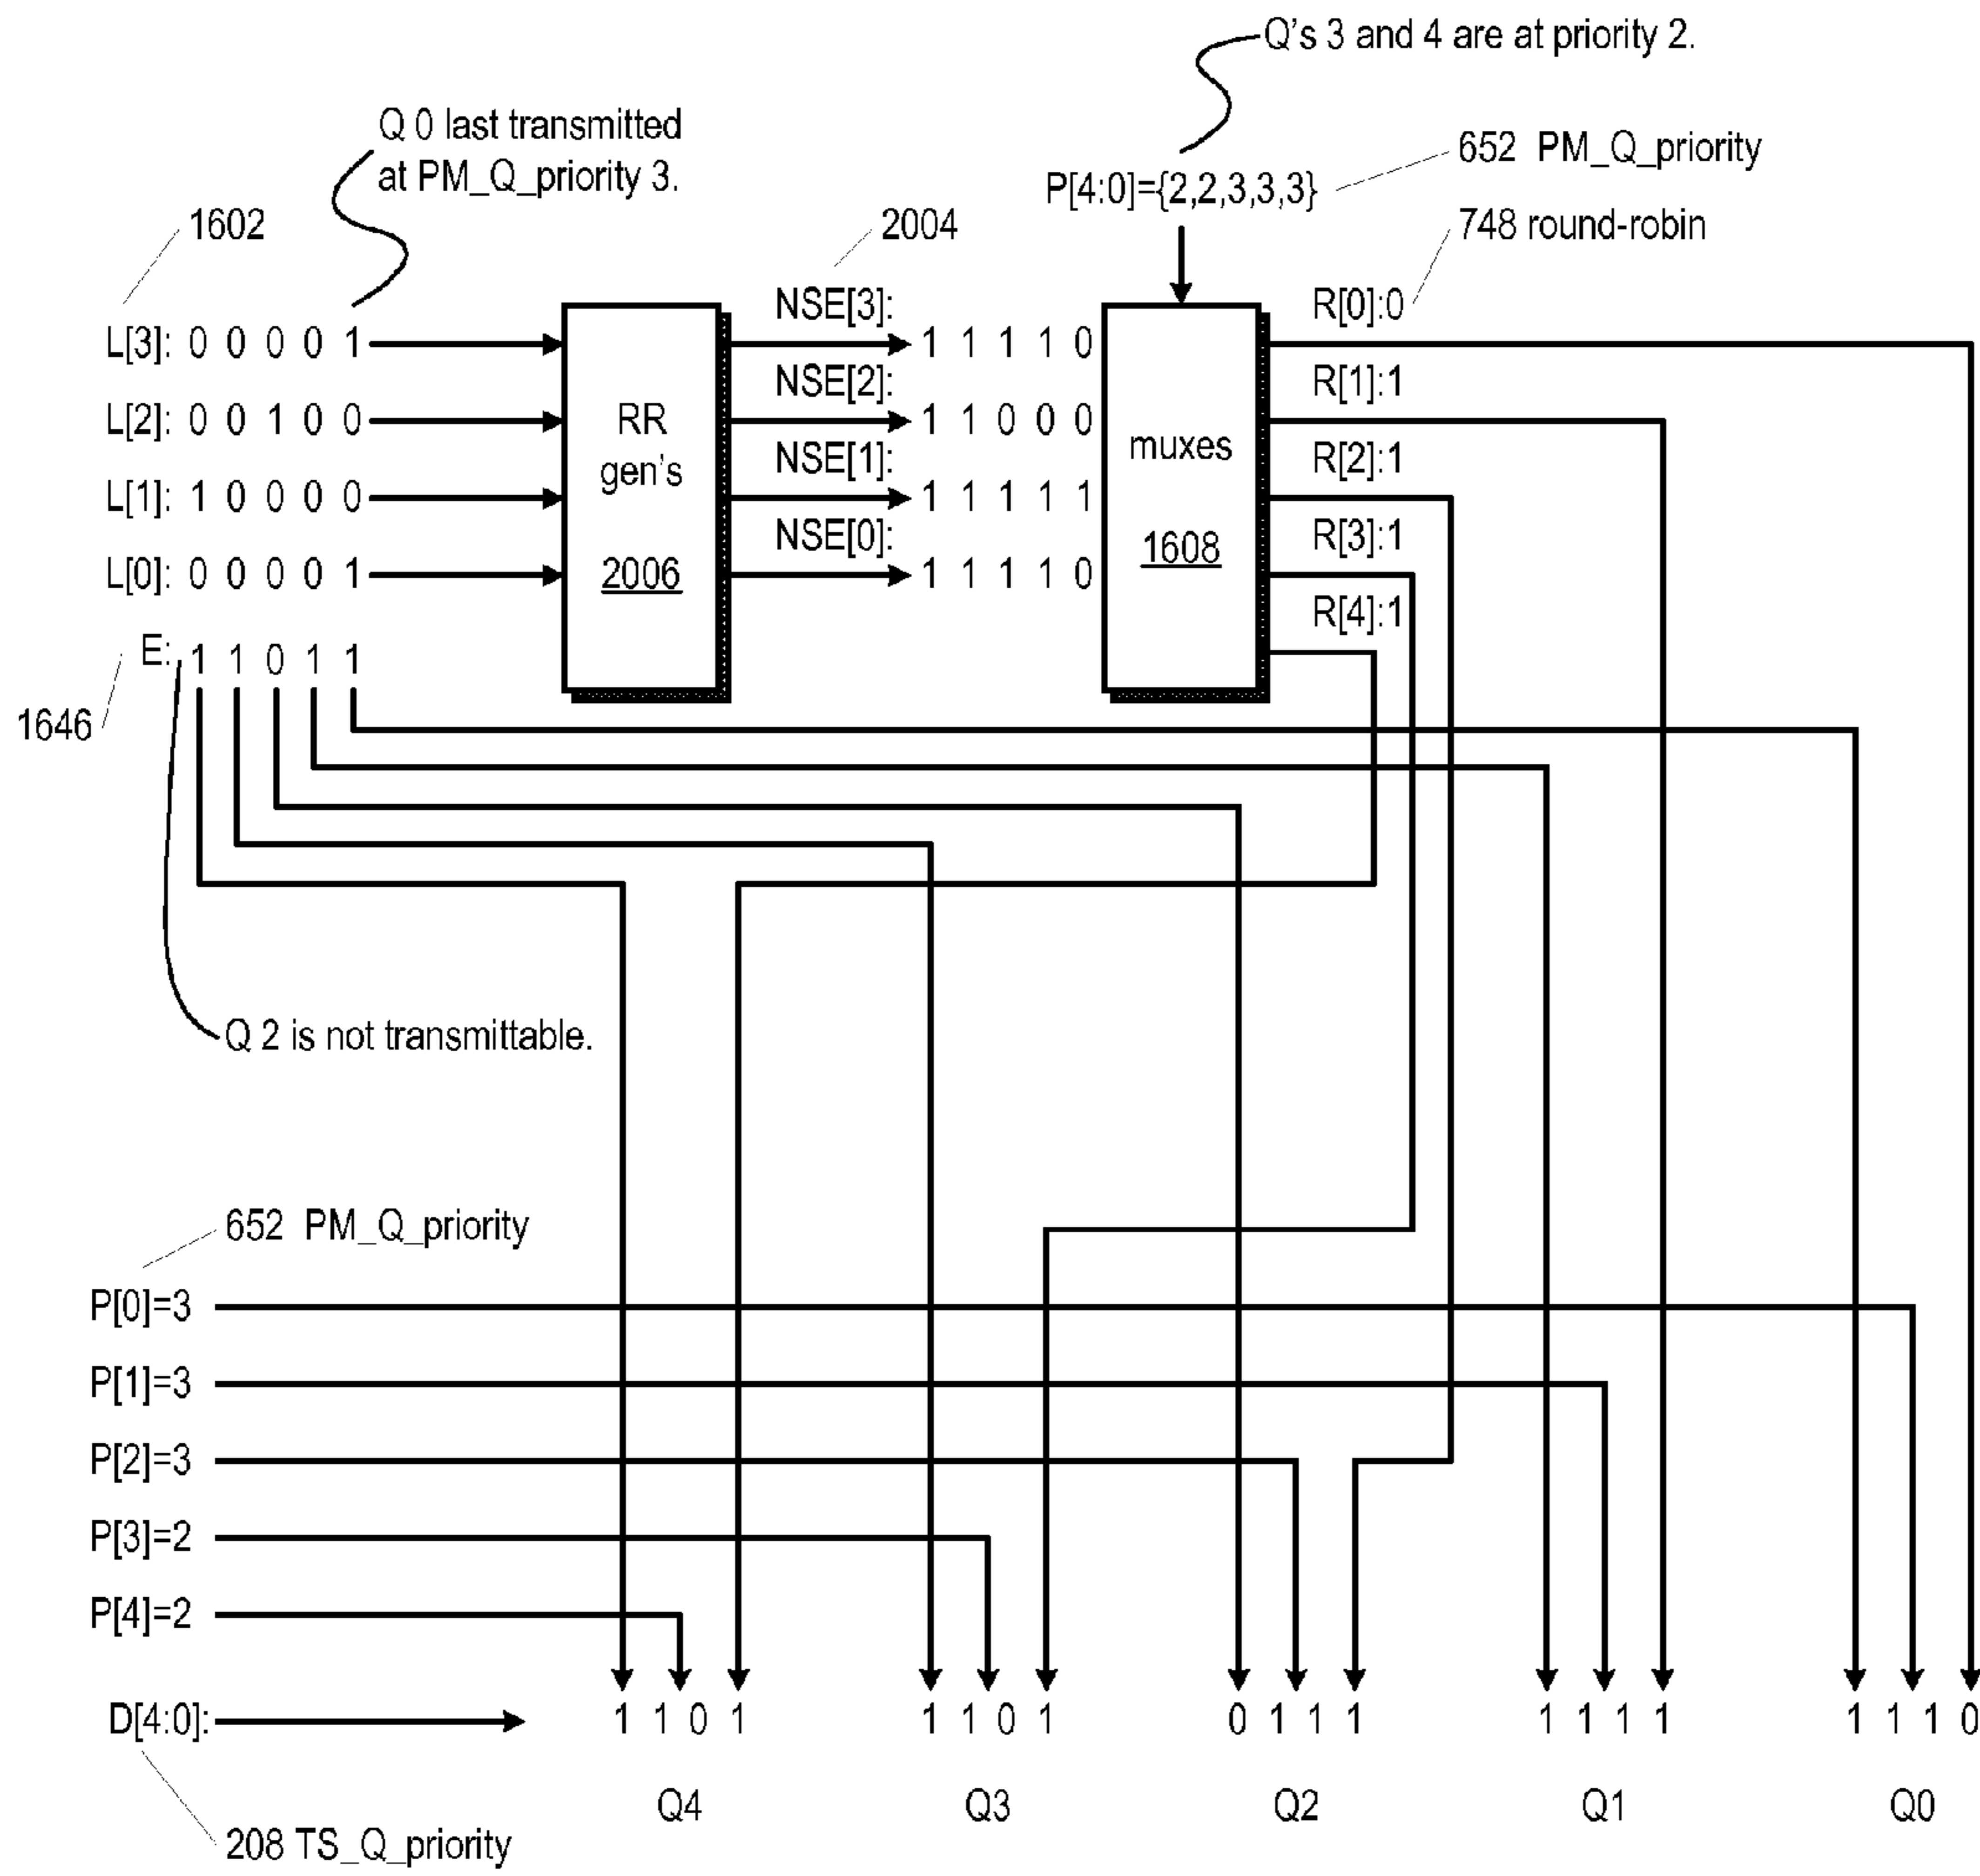 Q's 3 and 4 are at priority 2.
Q 0 last transmitted
at PM_Q_priority 3.
652 PM_Q_priority
P[4:0]={2,2,3,3,3}
1602
2004
748 round-robin
NSE[3]:
R[0]:0
L[3]: 0 0 0 0 1
1 1 1 1 0
NSE[2]:
R[1]:1
L[2]: 0 0 1 0 0
RR
1 1 0 0 0
muxes
NSE[1]:
R[2]:1
gen's
L[1]: 1 0 0 0 0
1 1 1 1 1
NSE[0]:
R[3]:1
1608
L[0]: 0 0 0 0 1
2006
1 1 1 1 0
R[4]:1
E: 1 1 0 1 1
1646
Q 2 is not transmittable.
652 PM_Q_priority
P[0]=3
P[1]=3
P[2]=3
P[3]=2
P[4]=2
D[4:0]: 1 1 0 1 1 1 0 1 0 1 1 1 1 1 1 1 1 1 1 0
Q4 Q3 Q2 Q1 Q0
208 TS_Q_priority